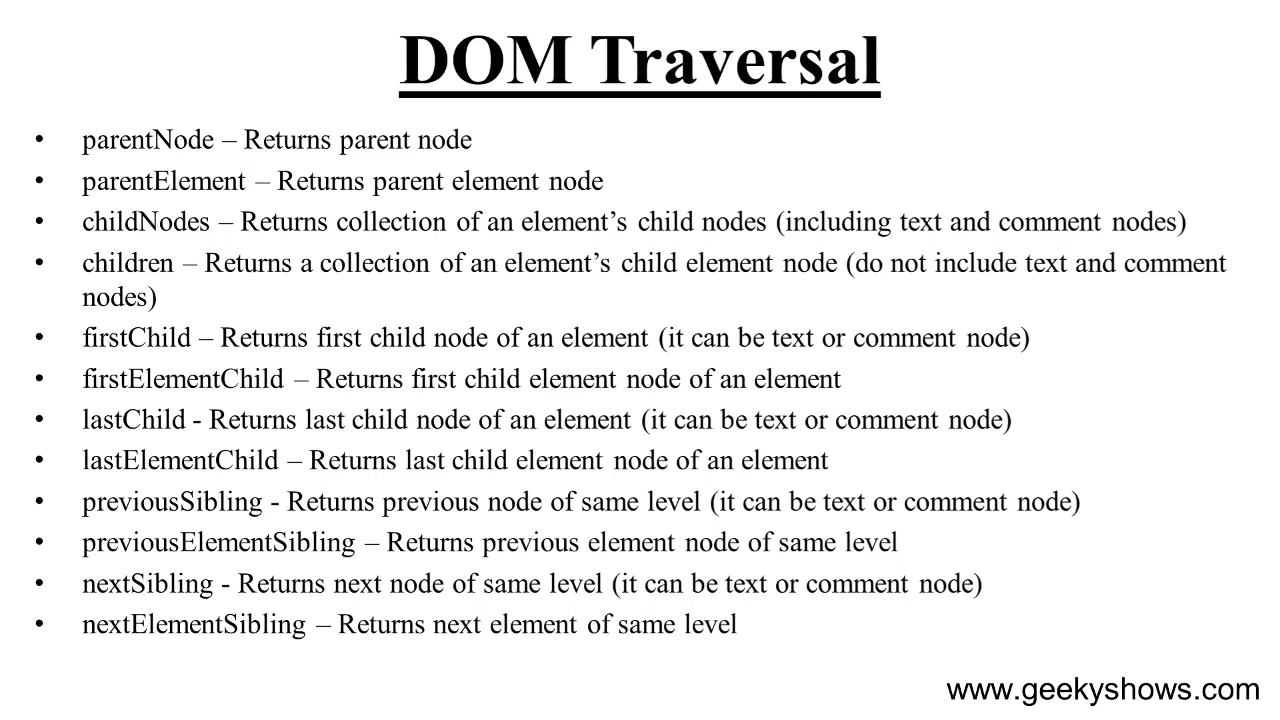 DOM Traversal
• parentNode – Returns parent node
• parentElement – Returns parent element node
• childNodes – Returns collection of an element’s child nodes (including text and comment nodes)
• children – Returns a collection of an element’s child element node (do not include text and comment
nodes)
• firstChild – Returns first child node of an element (it can be text or comment node)
• firstElementChild – Returns first child element node of an element
• lastChild - Returns last child node of an element (it can be text or comment node)
• lastElementChild – Returns last child element node of an element
• previousSibling - Returns previous node of same level (it can be text or comment node)
• previousElementSibling – Returns previous element node of same level
• nextSibling - Returns next node of same level (it can be text or comment node)
• nextElementSibling – Returns next element of same level
www.geekyshows.com